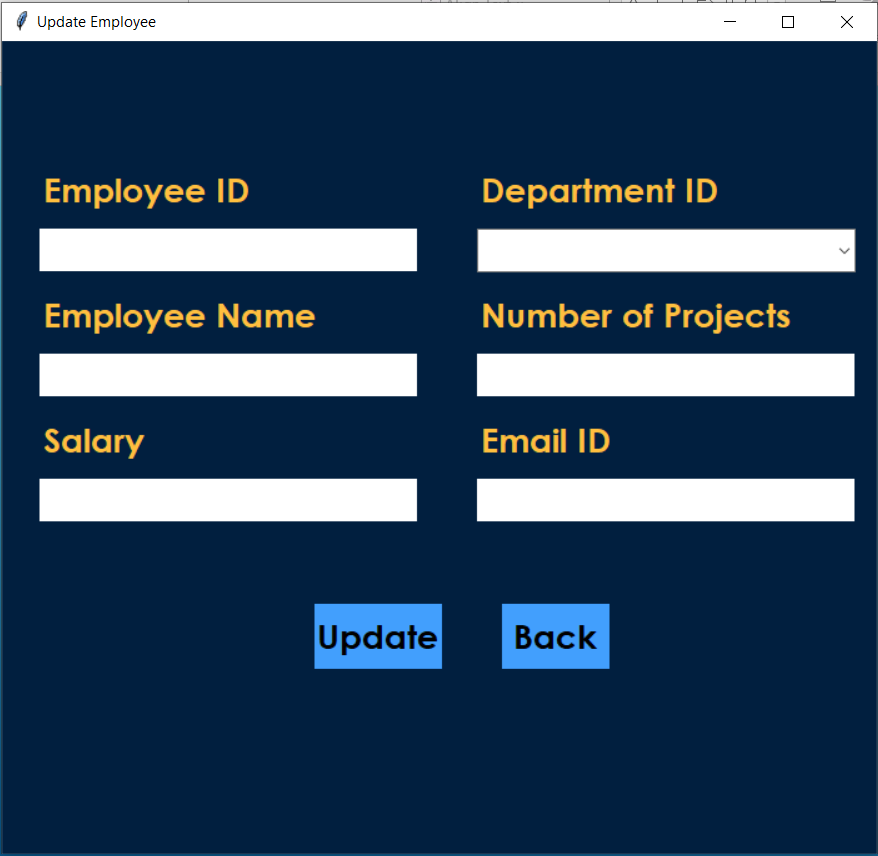 Update Employee
Employee ID
Department ID
Employee Name
Number of Projects
Salary
Email ID
Update
Back